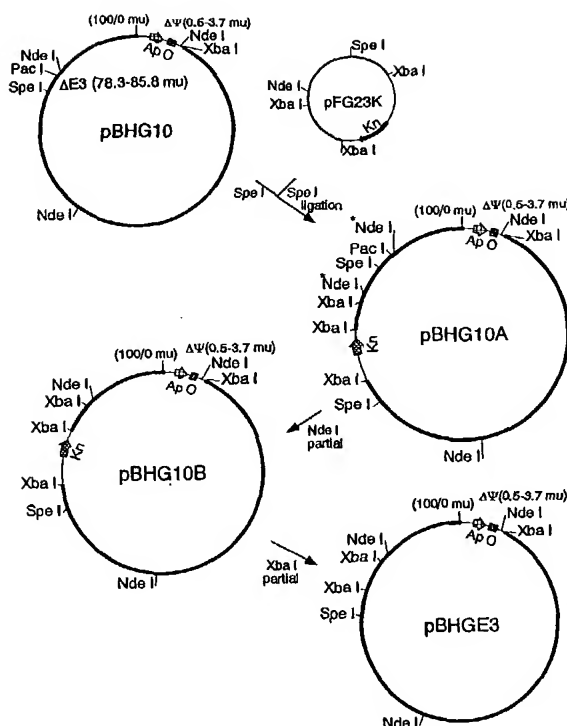 (100/0 mu) ΔΨ(0.5-3.7 mu)
Nde I
Xba I
Ap O
Nde I
Pac I
Spe I
ΔE3 (78.3-85.8 mu)
pBHG10
Nde I
Spe I
Xba I
Nde I
Xba I
pFG23K
Kn
Xba I
Spe I
Spe I
ligation
(100/0 mu) ΔΨ(0.5-3.7 mu)
Nde I
Xba I
Ap O
* Nde I
Pac I
Spe I
* Nde I
Xba I
Xba I
Kn
pBHG10A
Xba I
Spe I
Nde I
Nde I
partial
(100/0 mu) ΔΨ(0.5-3.7 mu)
Nde I
Xba I
Ap O
Nde I
Xba I
Xba I
Kn
pBHG10B
Xba I
Spe I
Nde I
Xba I
partial
(100/0 mu) ΔΨ(0.5-3.7 mu)
Nde I
Xba I
Ap O
Nde I
Xba I
Xba I
Spe I
pBHGE3
Nde I